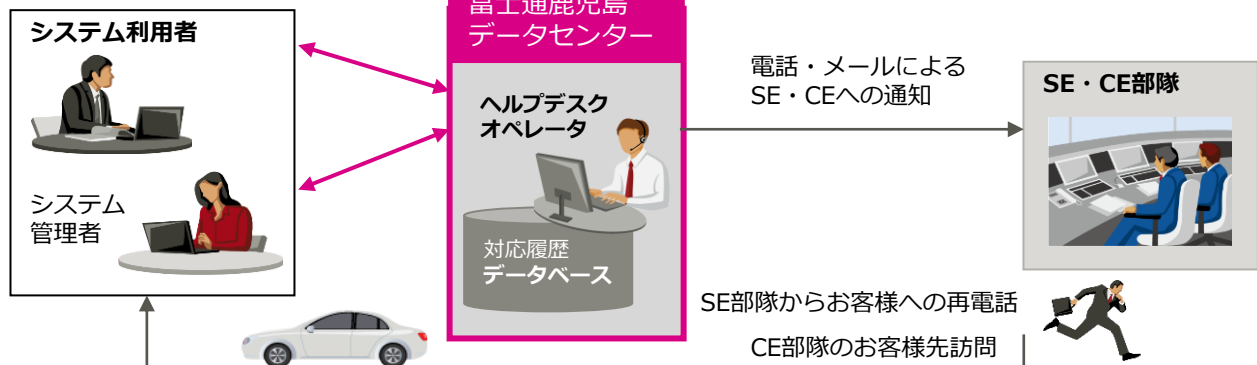 システム利用者
システム
管理者
富士通鹿児島
データセンター
ヘルプデスク
オペレータ
対応履歴
データベース
電話・メールによる
SE・CEへの通知
SE・CE部隊
SE部隊からお客様への再電話
CE部隊のお客様先訪問